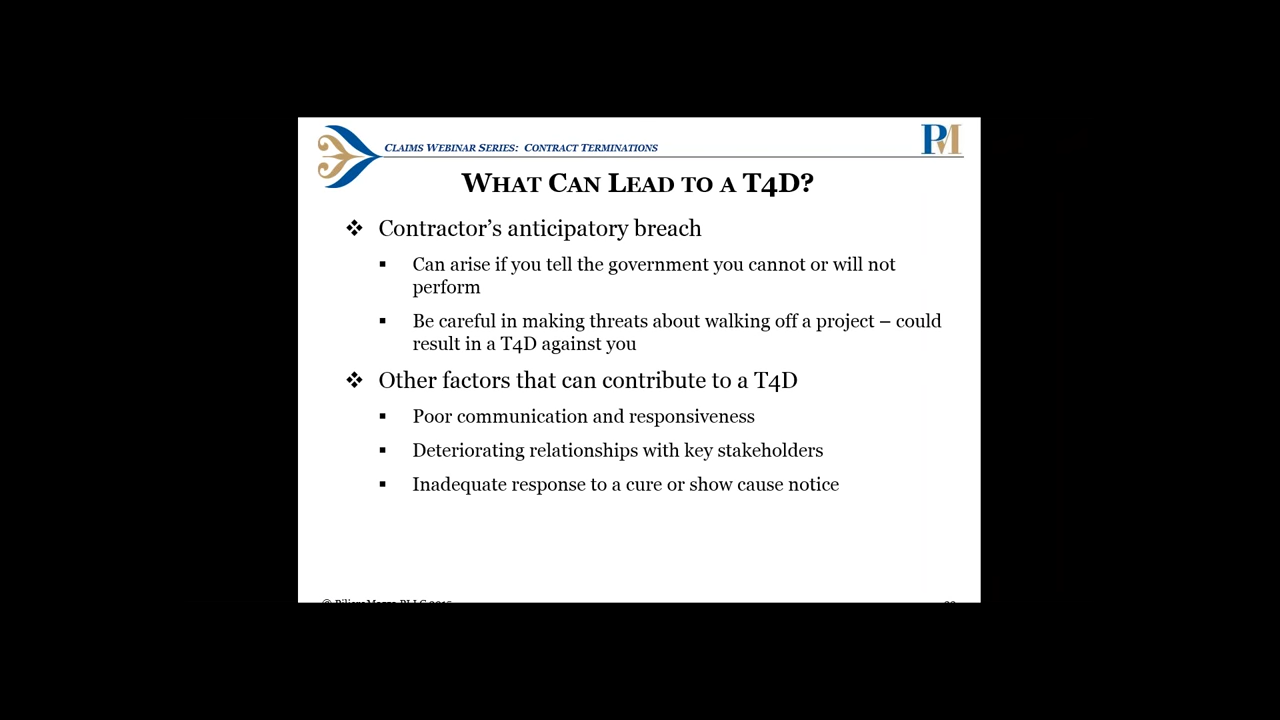 CLAIMS WEBINAR SERIES: CONTRACT TERMINATIONS
PM
WHAT CAN LEAD TO A T4D?
❖ Contractor’s anticipatory breach
▪ Can arise if you tell the government you cannot or will not
perform
▪ Be careful in making threats about walking off a project – could
result in a T4D against you
❖ Other factors that can contribute to a T4D
▪ Poor communication and responsiveness
▪ Deteriorating relationships with key stakeholders
▪ Inadequate response to a cure or show cause notice